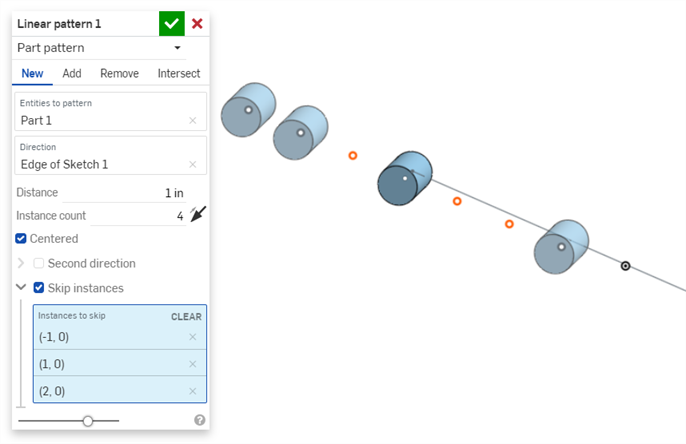 Linear pattern 1
Part pattern
New Add Remove Intersect
Entities to pattern
Part 1
Direction
Edge of Sketch 1
Distance 1 in
Instance count 4
Centered
Second direction
Skip instances
Instances to skip CLEAR
(-1, 0)
(1, 0)
(2, 0)